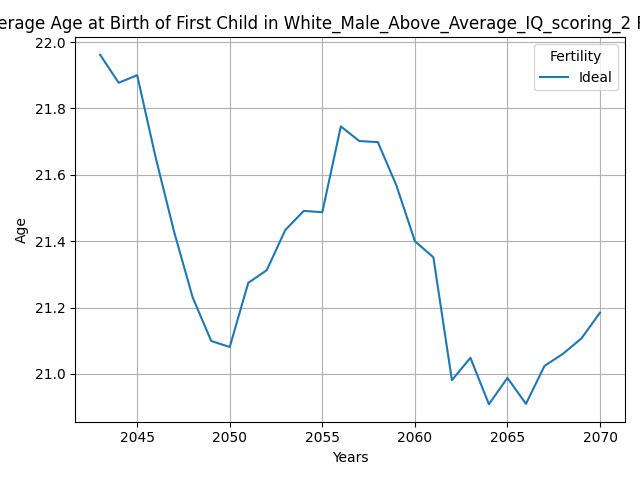 erage Age at Birth of First Child in White_Male_Above_Average_IQ_scoring_2
Fertility
Ideal
22.0
21.8
21.6
21.4
21.2
21.0
Age
2045 2050 2055 2060 2065 2070
Years